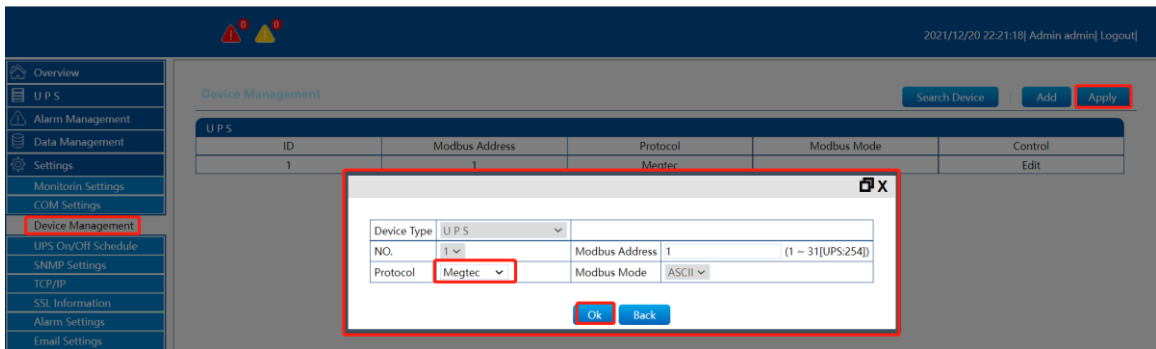 0 0
2021/12/20 22:21:18| Admin admin| Logout|
Overview
UPS
Alarm Management
Data Management
Settings
Monitorin Settings
COM Settings
Device Management
UPS On/Off Schedule
SNMP Settings
TCP/IP
SSL Information
Alarm Settings
Email Settings
Device Management
Search Device | Add Apply
UPS
ID Modbus Address Protocol Modbus Mode Control
1 1 Megtec Edit
X
Device Type UPS
NO. 1 Modbus Address 1 (1 ~ 31[UPS:254])
Protocol Megtec Modbus Mode ASCII
Ok Back